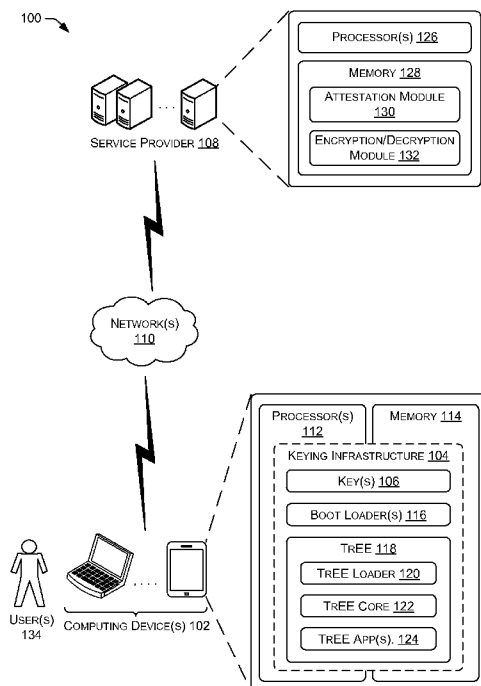 100
PROCESSOR(S) 126
MEMORY 128
ATTESTATION MODULE
130
ENCRYPTION/DECRYPTION
MODULE 132
SERVICE PROVIDER 108
NETWORK(S)
110
PROCESSOR(S)
112
MEMORY 114
KEYING INFRASTRUCTURE 104
KEY(S) 106
BOOT LOADER(S) 116
TREE 118
TREE LOADER 120
TREE CORE 122
TREE APP(S). 124
USER(S)
134
COMPUTING DEVICE(S) 102